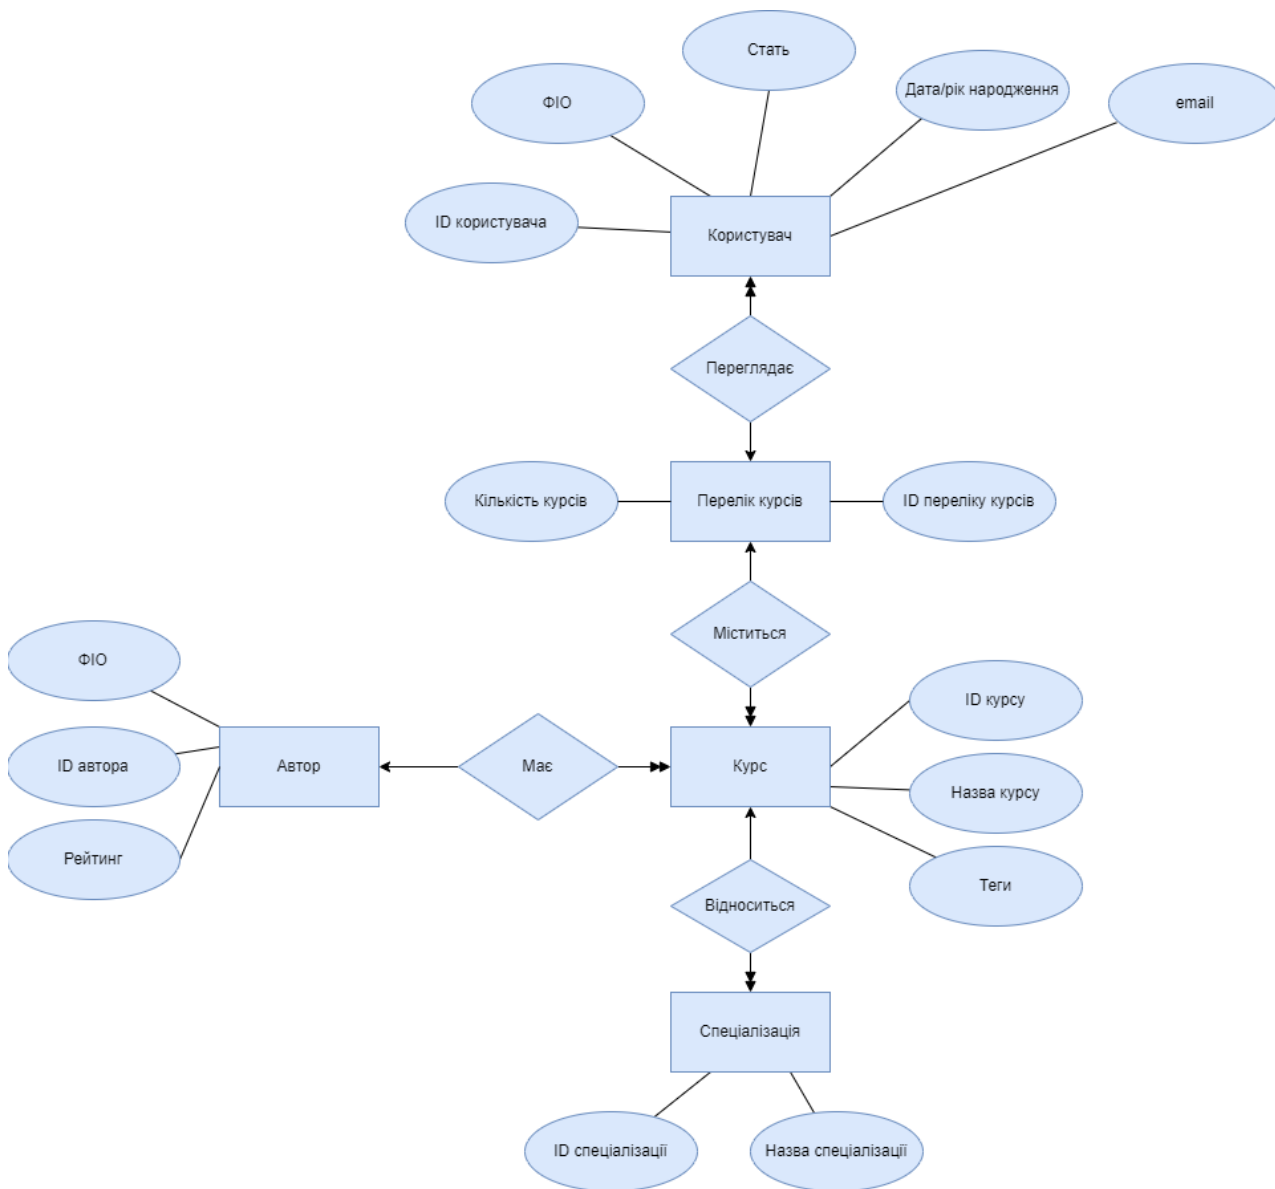 Стать
Дата/рік народження
ФІО
email
ID користувача
Користувач
Переглядає
Кількість курсів
Перелік курсів
ID переліку курсів
Міститься
ФІО
ID курсу
ID автора
Автор
Має
Курс
Назва курсу
Рейтинг
Теги
Відноситься
Спеціалізація
ID спеціалізації
Назва спеціалізації